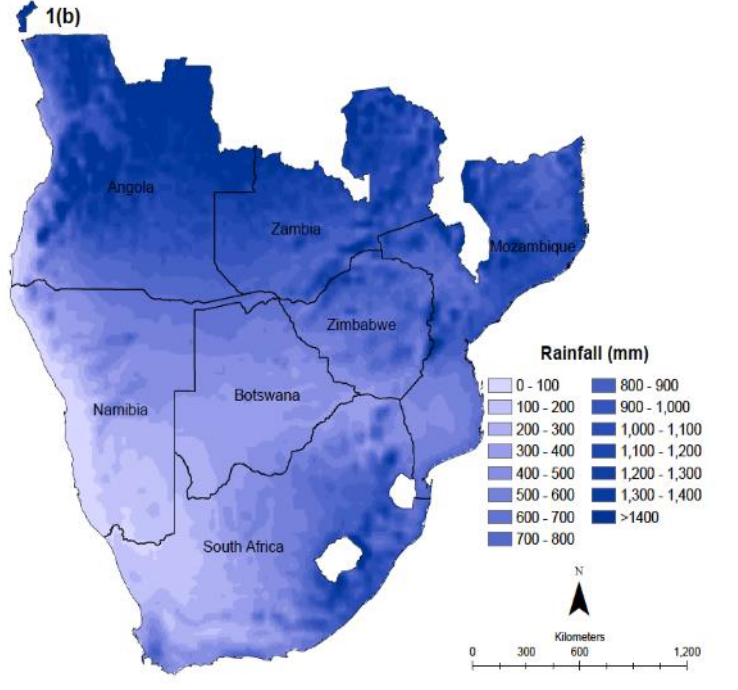 1(b)
Angola
Zambia
Mozambique
Zimbabwe
Namibia
Botswana
South Africa
Rainfall (mm)
0 - 100
100 - 200
200 - 300
300 - 400
400 - 500
500 - 600
600 - 700
700 - 800
800 - 900
900 - 1,000
1,000 - 1,100
1,100 - 1,200
1,200 - 1,300
1,300 - 1,400
>1400
N
Kilometers
0 300 600 1,200